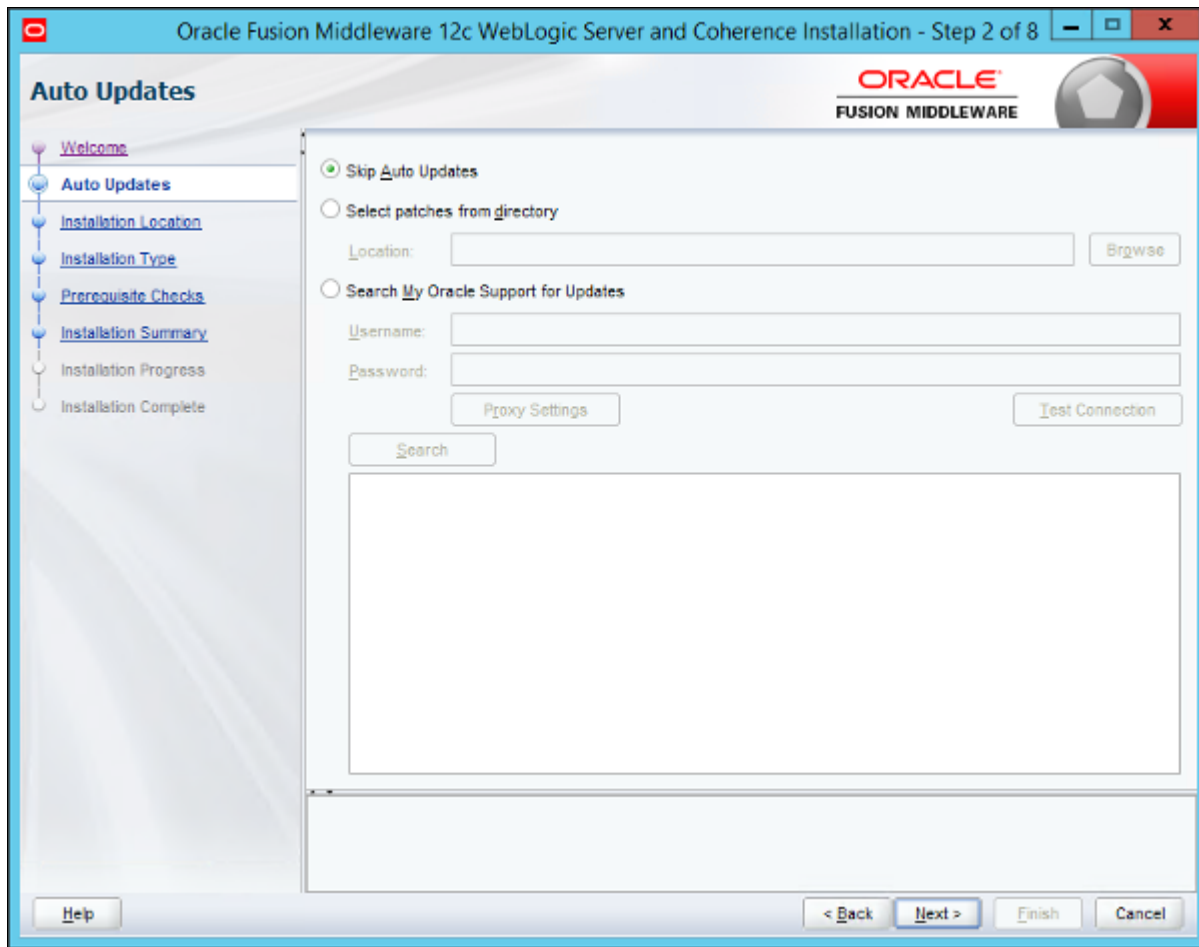 Oracle Fusion Middleware 12c WebLogic Server and Coherence Installation - Step 2 of 8
Auto Updates
ORACLE
FUSION MIDDLEWARE
Welcome
Auto Updates
Installation Location
Installation Type
Prerequisite Checks
Installation Summary
Installation Progress
Installation Complete
Skip Auto Updates
Select patches from directory
Location:
Browse
Search My Oracle Support for Updates
Username:
Password:
Proxy Settings
Test Connection
Search
Help
< Back
Next >
Finish
Cancel